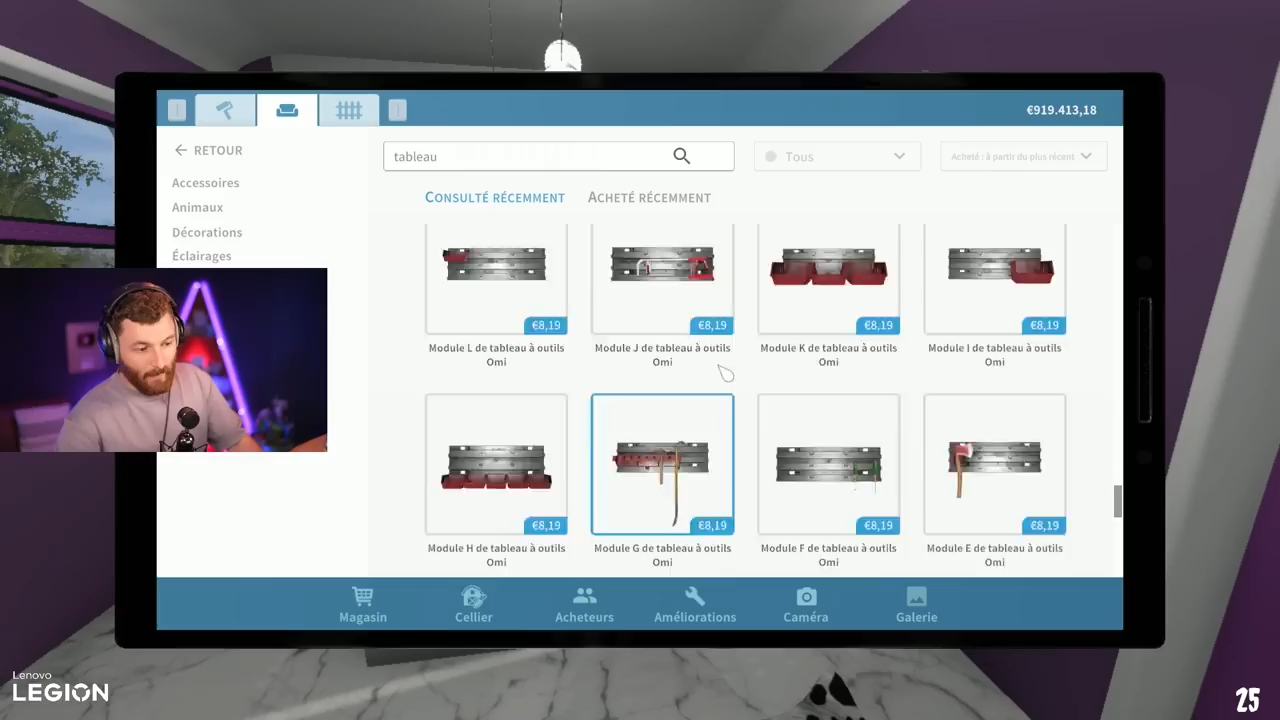 €919.413,18
RETOUR
tableau
Tous
Acheté : à partir du plus récent
Accessoires
Animaux
Décorations
Éclairages
CONSULTÉ RÉCEMMENT
ACHETÉ RÉCEMMENT
€8,19
€8,19
€8,19
€8,19
Module L de tableau à outils
Omi
Module J de tableau à outils
Omi
Module K de tableau à outils
Omi
Module I de tableau à outils
Omi
€8,19
€8,19
€8,19
€8,19
Module H de tableau à outils
Omi
Module G de tableau à outils
Omi
Module F de tableau à outils
Omi
Module E de tableau à outils
Omi
Magasin
Cellier
Acheteurs
Améliorations
Caméra
Galerie
Lenovo
LEGION
25